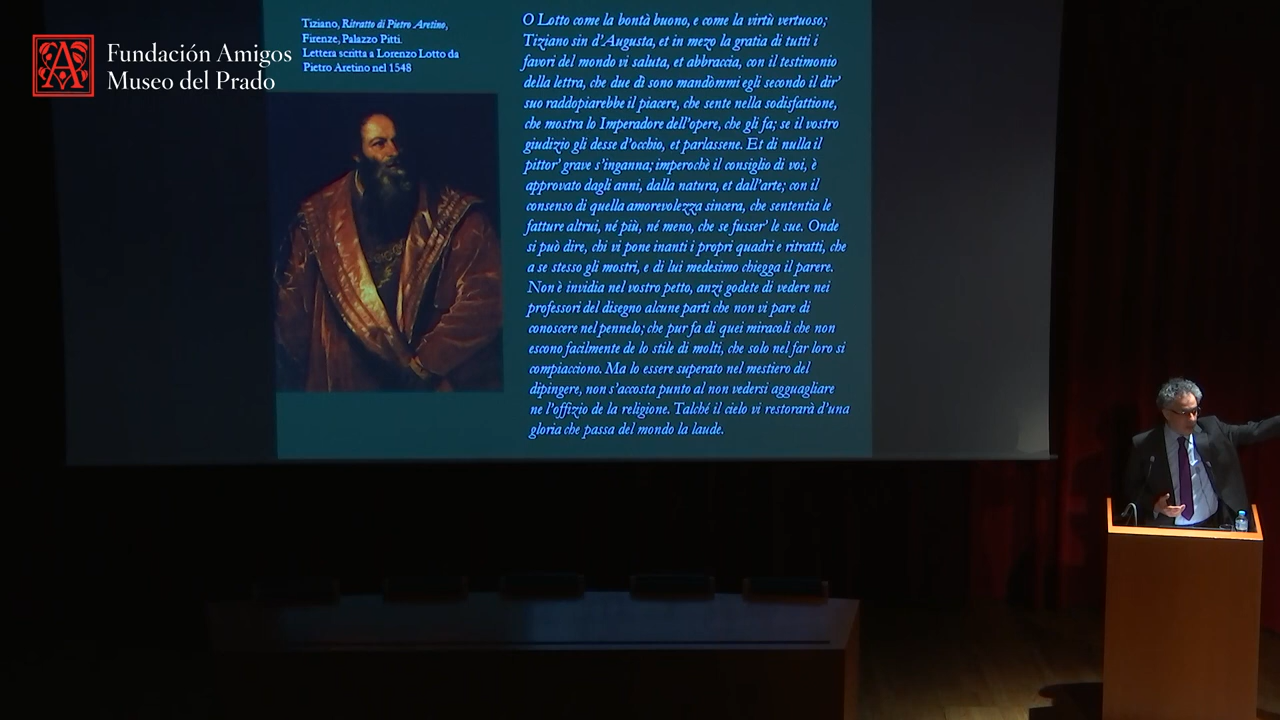 Fundación Amigos
Museo del Prado
Tiziano, Ritratto di Pietro Aretino,
Firenze, Palazzo Pitti.
Lettera scritta a Lorenzo Lotto da
Pietro Aretino nel 1548
O Lotto come la bontà buono, e come la virtù vertuoso;
Tiziano sin d'Augusta, et in mezo la gratia di tutti i
favori del mondo vi saluta, et abbraccia, con il testimonio
della lettra, che due dì sono mandòmmi egli secondo il dir'
suo raddopiarebbe il piacere, che sente nella sodisfattione,
che mostra lo Imperadore dell'opere, che gli fa; se il vostro
giudizio gli desse d'occhio, et parlassene. Et di nulla il
pittor' grave s'inganna; imperochè il consiglio di voi, è
approvato dagli anni, dalla natura, et dall'arte; con il
consenso di quella amorevolezza sincera, che sententia le
fatture altrui, né più, né meno, che se fusser' le sue. Onde
si può dire, chi vi pone inanti i propri quadri e ritratti, che
a se stesso gli mostri, e di lui medesimo chiegga il parere.
Non è invidia nel vostro petto, anzi godete di vedere nei
professori del disegno alcune parti che non vi pare di
conoscere nel pennelo; che pur fa di quei miracoli che non
escono facilmente de lo stile di molti, che solo nel far loro si
compiacciono. Ma lo essere superato nel mestiero del
dipingere, non s'accosta punto al non vedersi agguagliare
ne l'offizio de la religione. Talché il cielo vi restorarà d'una
gloria che passa del mondo la laude.